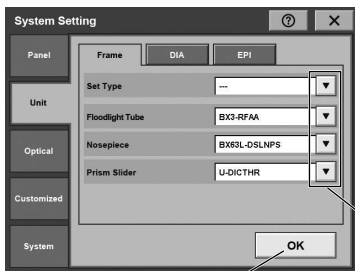 System Setting
Panel
Unit
Optical
Customized
System
Frame
DIA
EPI
Set Type
---
Floodlight Tube
BX3-RFAA
Nosepiece
BX63L-DSLNPS
Prism Slider
U-DICTHR
OK